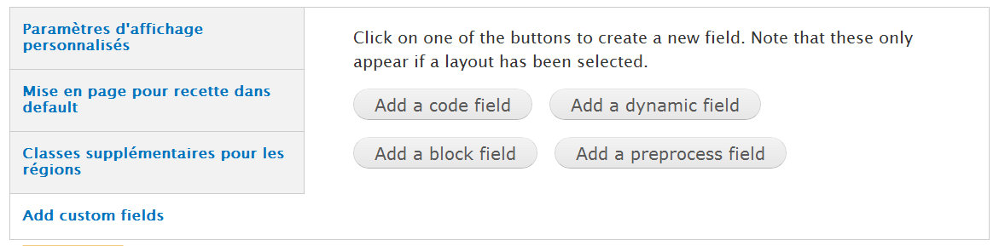 Paramètres d'affichage
personnalisés
Mise en page pour recette dans
default
Classes supplémentaires pour les
régions
Add custom fields
Click on one of the buttons to create a new field. Note that these only
appear if a layout has been selected.
Add a code field
Add a dynamic field
Add a block field
Add a preprocess field